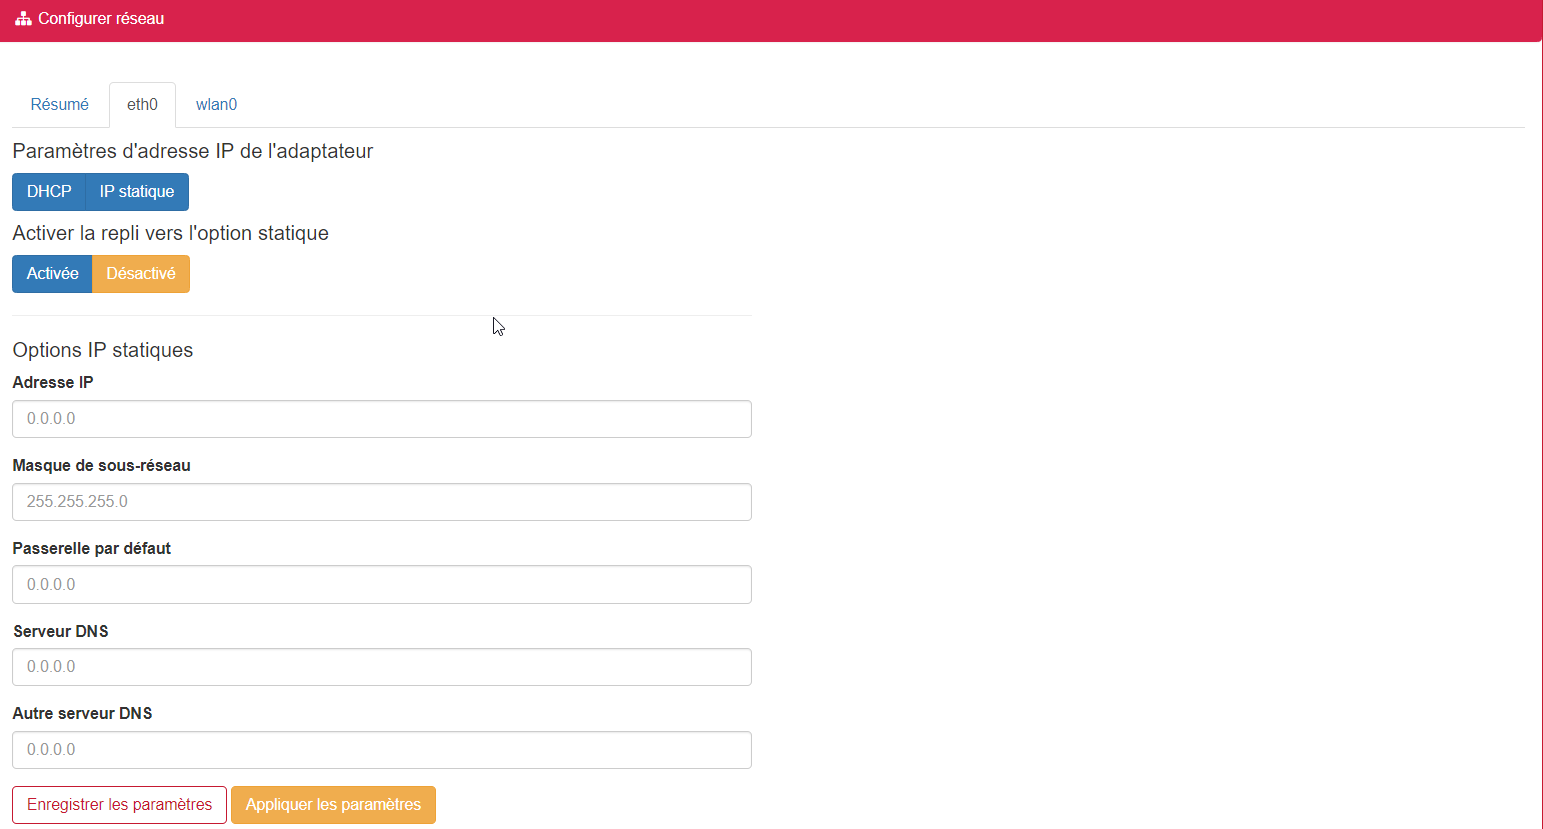 Configurer réseau
Résumé eth0 wlan0
Paramètres d'adresse IP de l'adaptateur
DHCP IP statique
Activer la repli vers l'option statique
Activée Désactivé
Options IP statiques
Adresse IP
0.0.0.0
Masque de sous-réseau
255.255.255.0
Passerelle par défaut
0.0.0.0
Serveur DNS
0.0.0.0
Autre serveur DNS
0.0.0.0
Enregistrer les paramètres Appliquer les paramètres